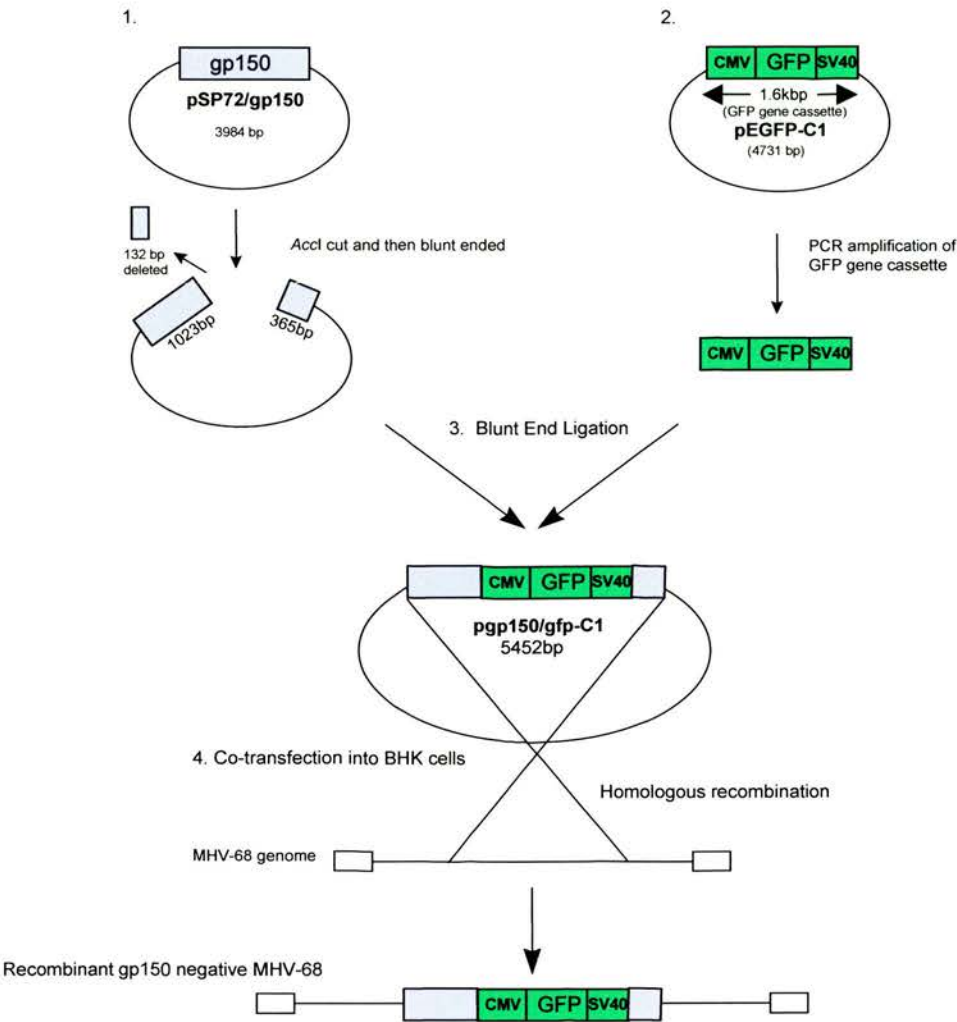 1.
2.
gp150
pSP72/gp150
3984 bp
CMV GFP SV40
1.6kbp
(GFP gene cassette)
pEGFP-C1
(4731 bp)
132 bp
deleted
AccI cut and then blunt ended
1023bp
365bp
PCR amplification of
GFP gene cassette
CMV GFP SV40
3. Blunt End Ligation
CMV GFP SV40
pgp150/gfp-C1
5452bp
4. Co-transfection into BHK cells
Homologous recombination
MHV-68 genome
Recombinant gp150 negative MHV-68
CMV GFP SV40